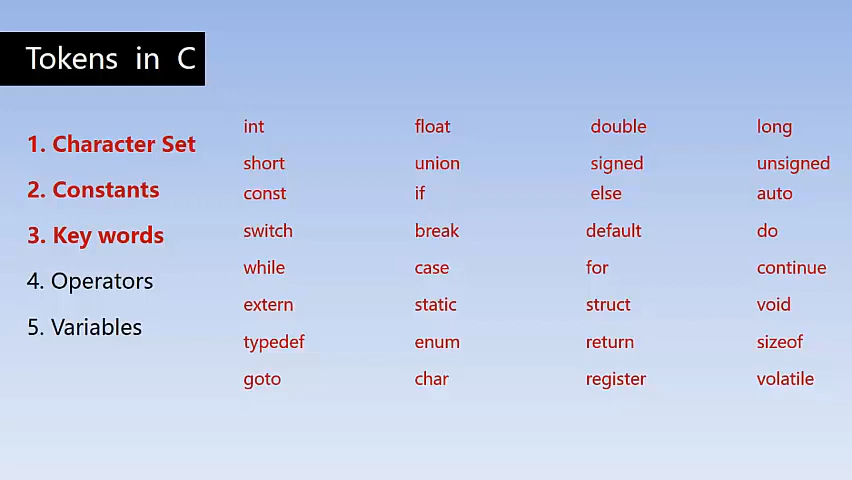 Tokens in C
1. Character Set
2. Constants
3. Key words
4. Operators
5. Variables
int float double long
short union signed unsigned
const if else auto
switch break default do
while case for continue
extern static struct void
typedef enum return sizeof
goto char register volatile